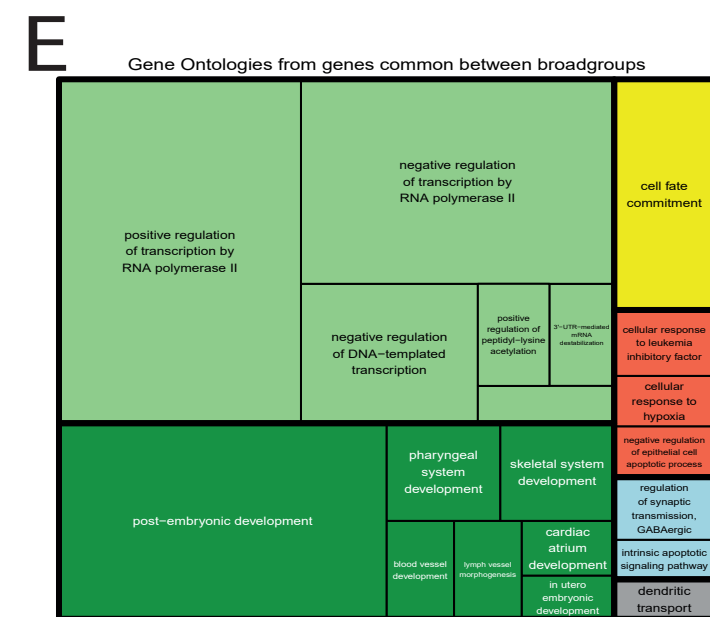 E
Gene Ontologies from genes common between broadgroups
positive regulation
of transcription by
RNA polymerase II
negative regulation
of transcription by
RNA polymerase II
negative regulation
of DNA−templated
transcription
positive
regulation of
peptidyl−lysine
acetylation
3'−UTR−mediated
mRNA
destabilization
cell fate
commitment
cellular response
to leukemia
inhibitory factor
cellular
response to
hypoxia
negative regulation
of epithelial cell
apoptotic process
post−embryonic development
pharyngeal
system
development
skeletal system
development
blood vessel
development
lymph vessel
morphogenesis
cardiac
atrium
development
in utero
embryonic
development
regulation
of synaptic
transmission,
GABAergic
intrinsic apoptotic
signaling pathway
dendritic
transport